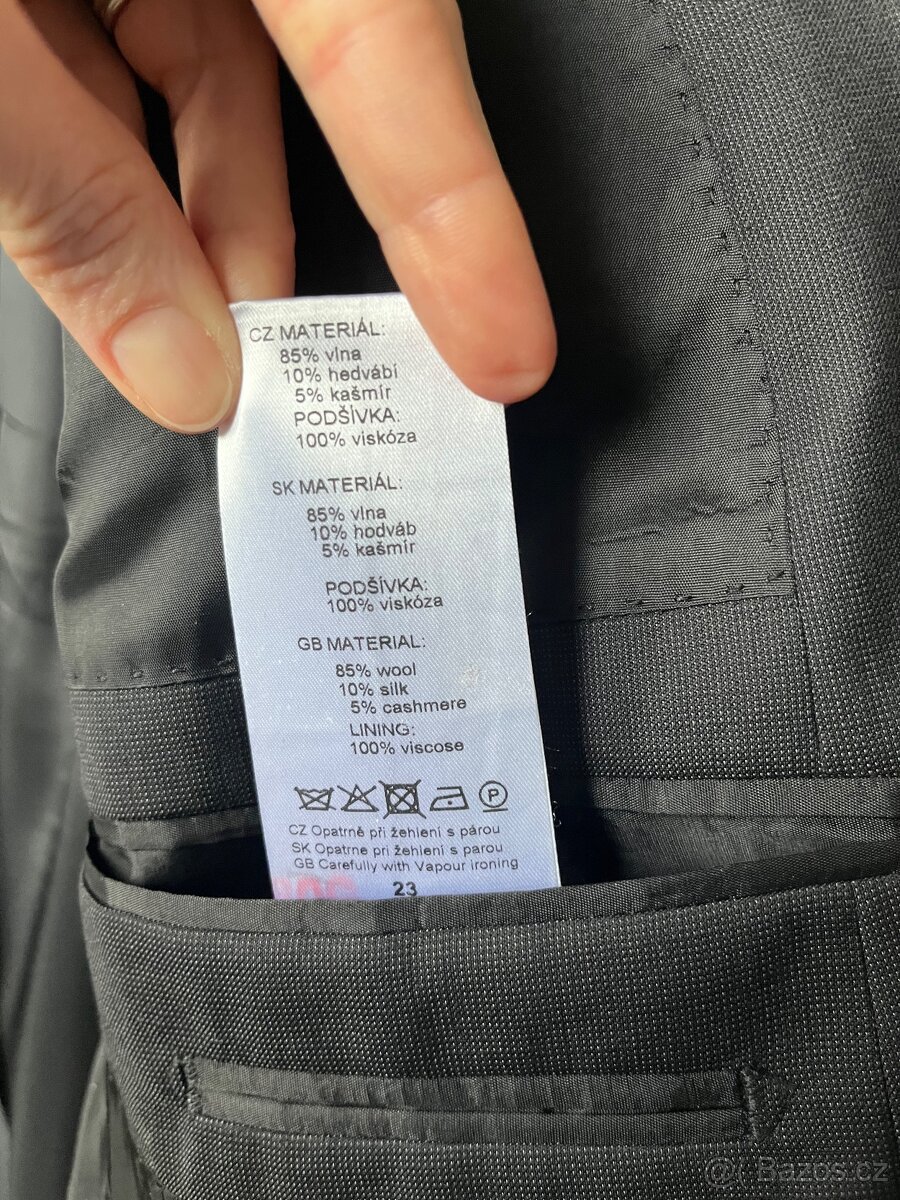 CZ MATERIÁL:
85% vlna
10% hedvábí
5% kašmír
PODŠÍVKA:
100% viskóza
SK MATERIÁL:
85% vlna
10% hodváb
5% kašmír
PODŠÍVKA:
100% viskóza
GB MATERIAL:
85% wool
10% silk
5% cashmere
LINING:
100% viscose
P
CZ Opatrně při žehlení s párou
SK Opatrne pri žehlení s parou
GB Carefully with Vapour ironing
23
@ Bazos.cz